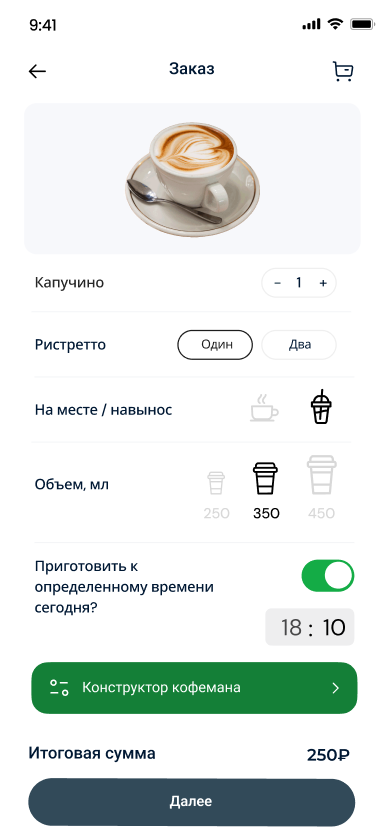 9:41
Заказ
Капучино - 1 +
Ристретто Один Два
На месте / навынос
Объем, мл
250 350 450
Приготовить к
определенному времени
сегодня?
18 : 10
Конструктор кофемана
Итоговая сумма 250₽
Далее